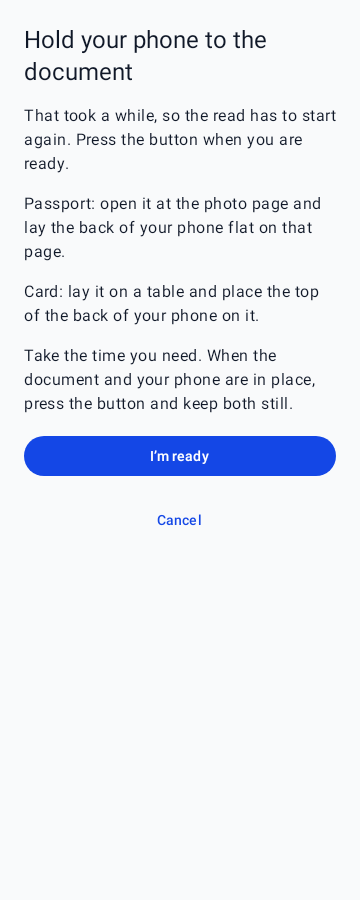 Hold your phone to the
document
That took a while, so the read has to start
again. Press the button when you are
ready.
Passport: open it at the photo page and
lay the back of your phone flat on that
page.
Card: lay it on a table and place the top
of the back of your phone on it.
Take the time you need. When the
document and your phone are in place,
press the button and keep both still.
I’m ready
Cancel